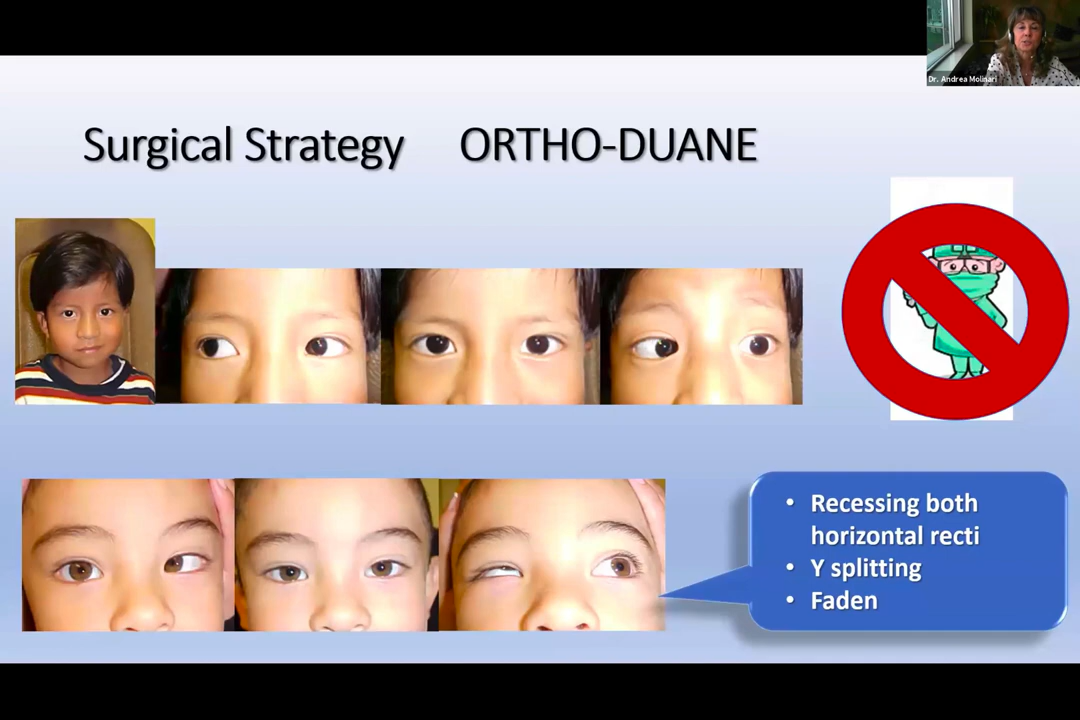 Dr. Andrea Molinari
Surgical Strategy ORTHO-DUANE
• Recessing both
horizontal recti
• Y splitting
• Faden